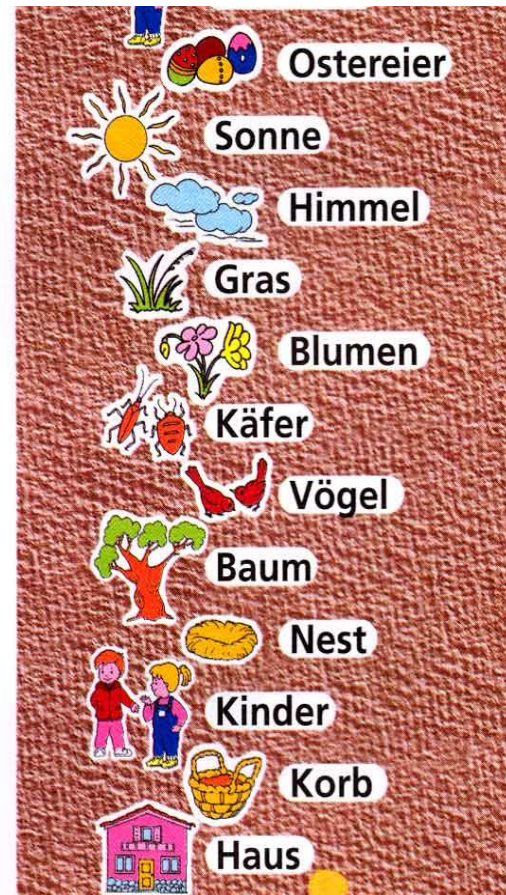 Ostereier
Sonne
Himmel
Gras
Blumen
Käfer
Vögel
Baum
Nest
Kinder
Korb
Haus